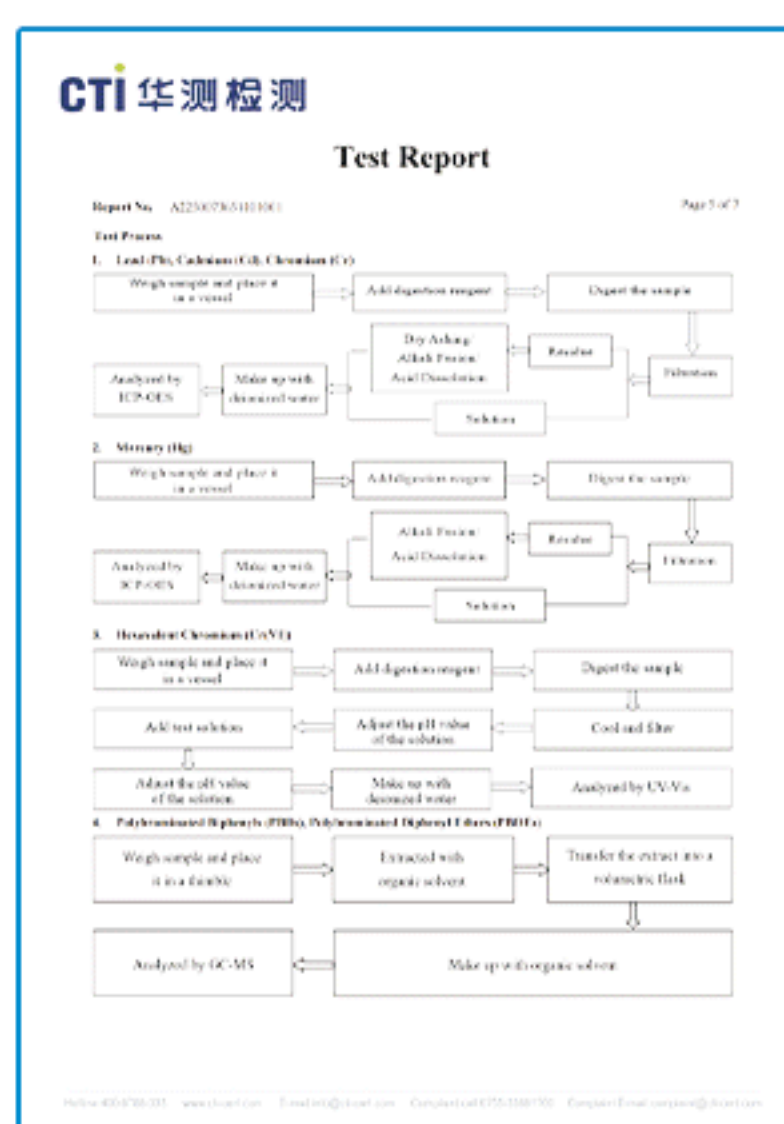 CTI 华测检测
Test Report
Report No.
Page 5 of 7
Test Process
1. Lead (Pb), Cadmium (Cd), Chromium (Cr)
Weigh sample and place it
in a vessel
Add digestion reagent
Digest the sample
Dry Ashing/
Alkali Fusion/
Acid Dissolution
Residue
Filtration
Analyzed by
ICP-OES
Make up with
deionized water
Solution
2. Mercury (Hg)
Weigh sample and place it
in a vessel
Add digestion reagent
Digest the sample
Alkali Fusion/
Acid Dissolution
Residue
Filtration
Analyzed by
ICP-OES
Make up with
deionized water
Solution
3. Hexavalent Chromium (Cr(VI))
Weigh sample and place it
in a vessel
Add digestion reagent
Digest the sample
Add test solution
Adjust the pH value
of the solution
Cool and filter
Adjust the pH value
of the solution
Make up with
deionized water
Analyzed by UV-Vis
4. Polybrominated Biphenyls (PBBs), Polybrominated Diphenyl Ethers (PBDEs)
Weigh sample and place
it in a thimble
Extracted with
organic solvent
Transfer the extract into a
volumetric flask
Analyzed by GC-MS
Make up with organic solvent